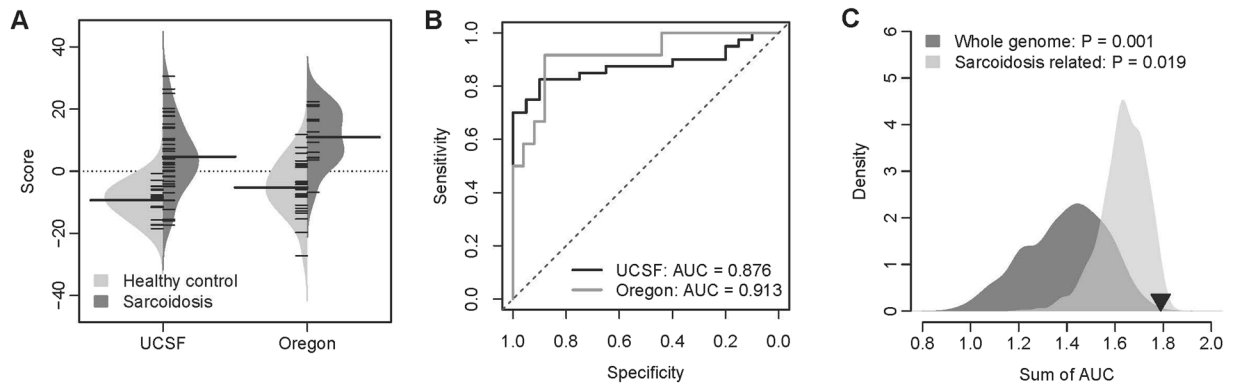 A
Score
40
20
0
−20
−40
Healthy control
Sarcoidosis
UCSF
Oregon
B
Sensitivity
1.0
0.8
0.6
0.4
0.2
0.0
UCSF: AUC = 0.876
Oregon: AUC = 0.913
1.0 0.8 0.6 0.4 0.2 0.0
Specificity
C
Density
6
5
4
3
2
1
0
Whole genome: P = 0.001
Sarcoidosis related: P = 0.019
0.8 1.0 1.2 1.4 1.6 1.8 2.0
Sum of AUC